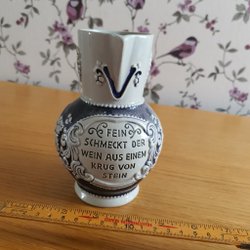 FEIN
SCHMECKT DER
WEIN AUS EINEM
KRUG VON
STEIN